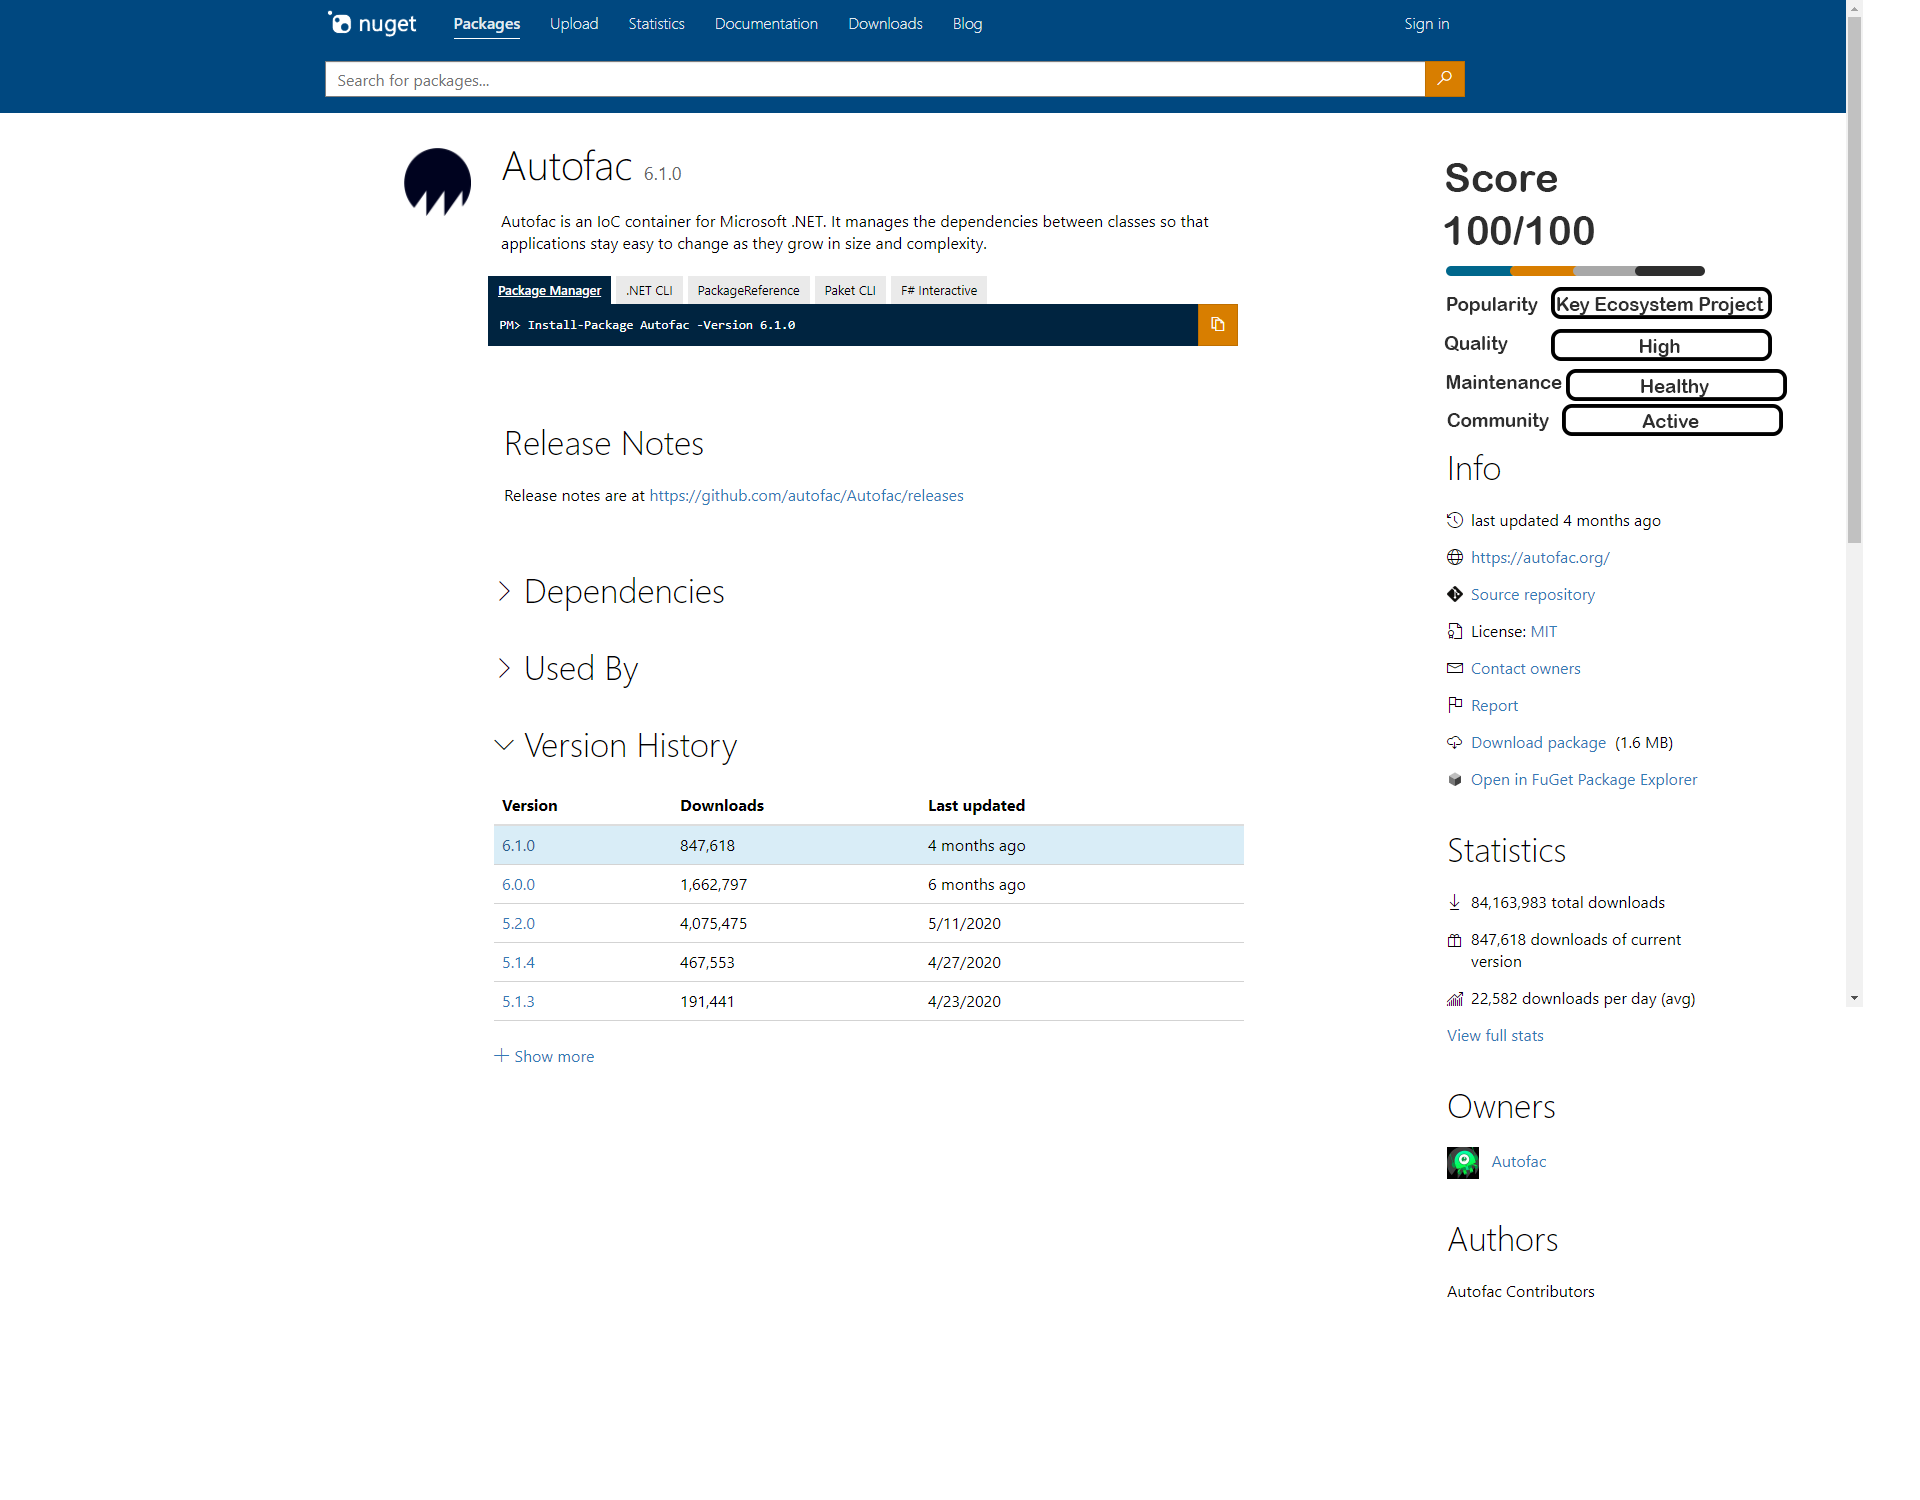 nuget
Packages Upload Statistics Documentation Downloads Blog Sign in
Search for packages...
Autofac 6.1.0
Autofac is an IoC container for Microsoft .NET. It manages the dependencies between classes so that
applications stay easy to change as they grow in size and complexity.
Package Manager .NET CLI PackageReference Paket CLI F# Interactive
PM> Install-Package Autofac -Version 6.1.0
Release Notes
Release notes are at https://github.com/autofac/Autofac/releases
Dependencies
Used By
Version History
Version Downloads Last updated
6.1.0 847,618 4 months ago
6.0.0 1,662,797 6 months ago
5.2.0 4,075,475 5/11/2020
5.1.4 467,553 4/27/2020
5.1.3 191,441 4/23/2020
Show more
Score
100/100
Popularity Key Ecosystem Project
Quality High
Maintenance Healthy
Community Active
Info
last updated 4 months ago
https://autofac.org/
Source repository
License: MIT
Contact owners
Report
Download package (1.6 MB)
Open in FuGet Package Explorer
Statistics
84,163,983 total downloads
847,618 downloads of current
version
22,582 downloads per day (avg)
View full stats
Owners
Autofac
Authors
Autofac Contributors